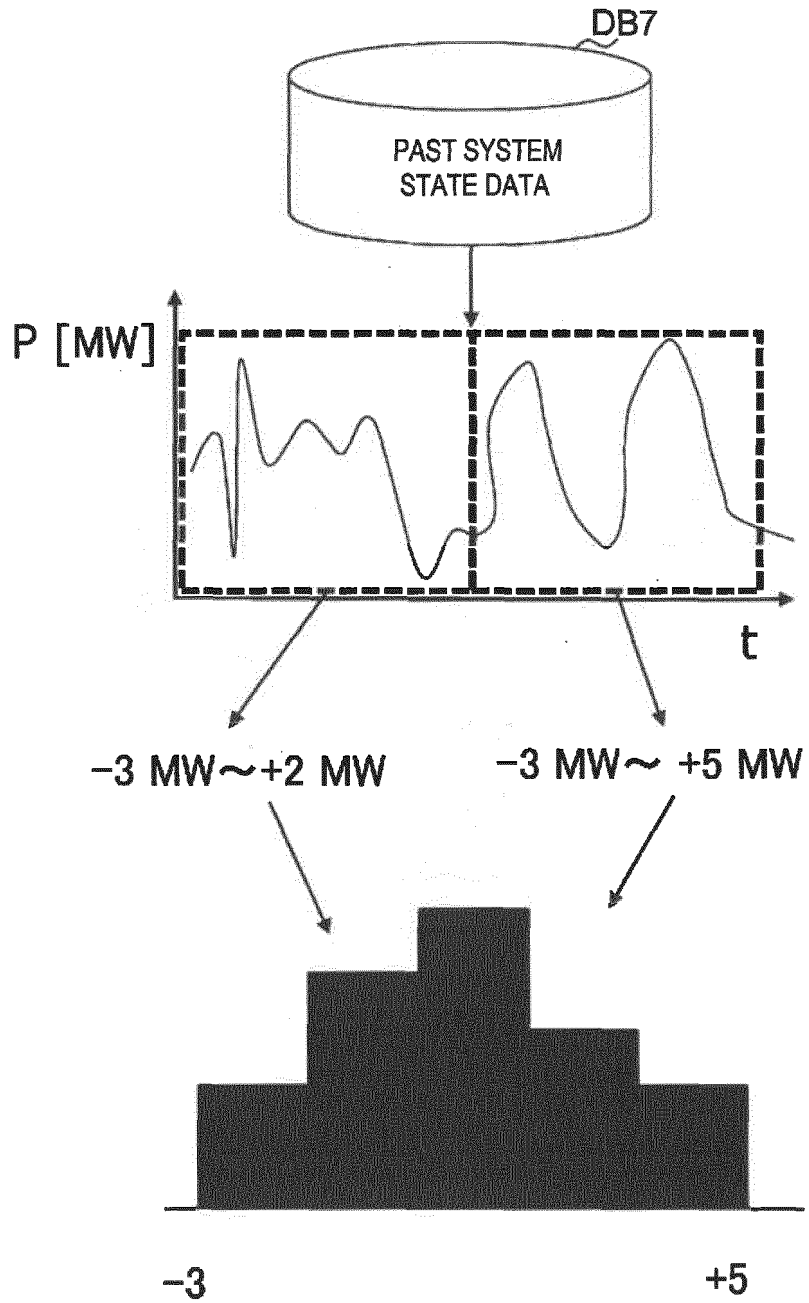 DB7
PAST SYSTEM
STATE DATA
P [MW]
t
-3 MW～+2 MW
-3 MW～ +5 MW
-3
+5